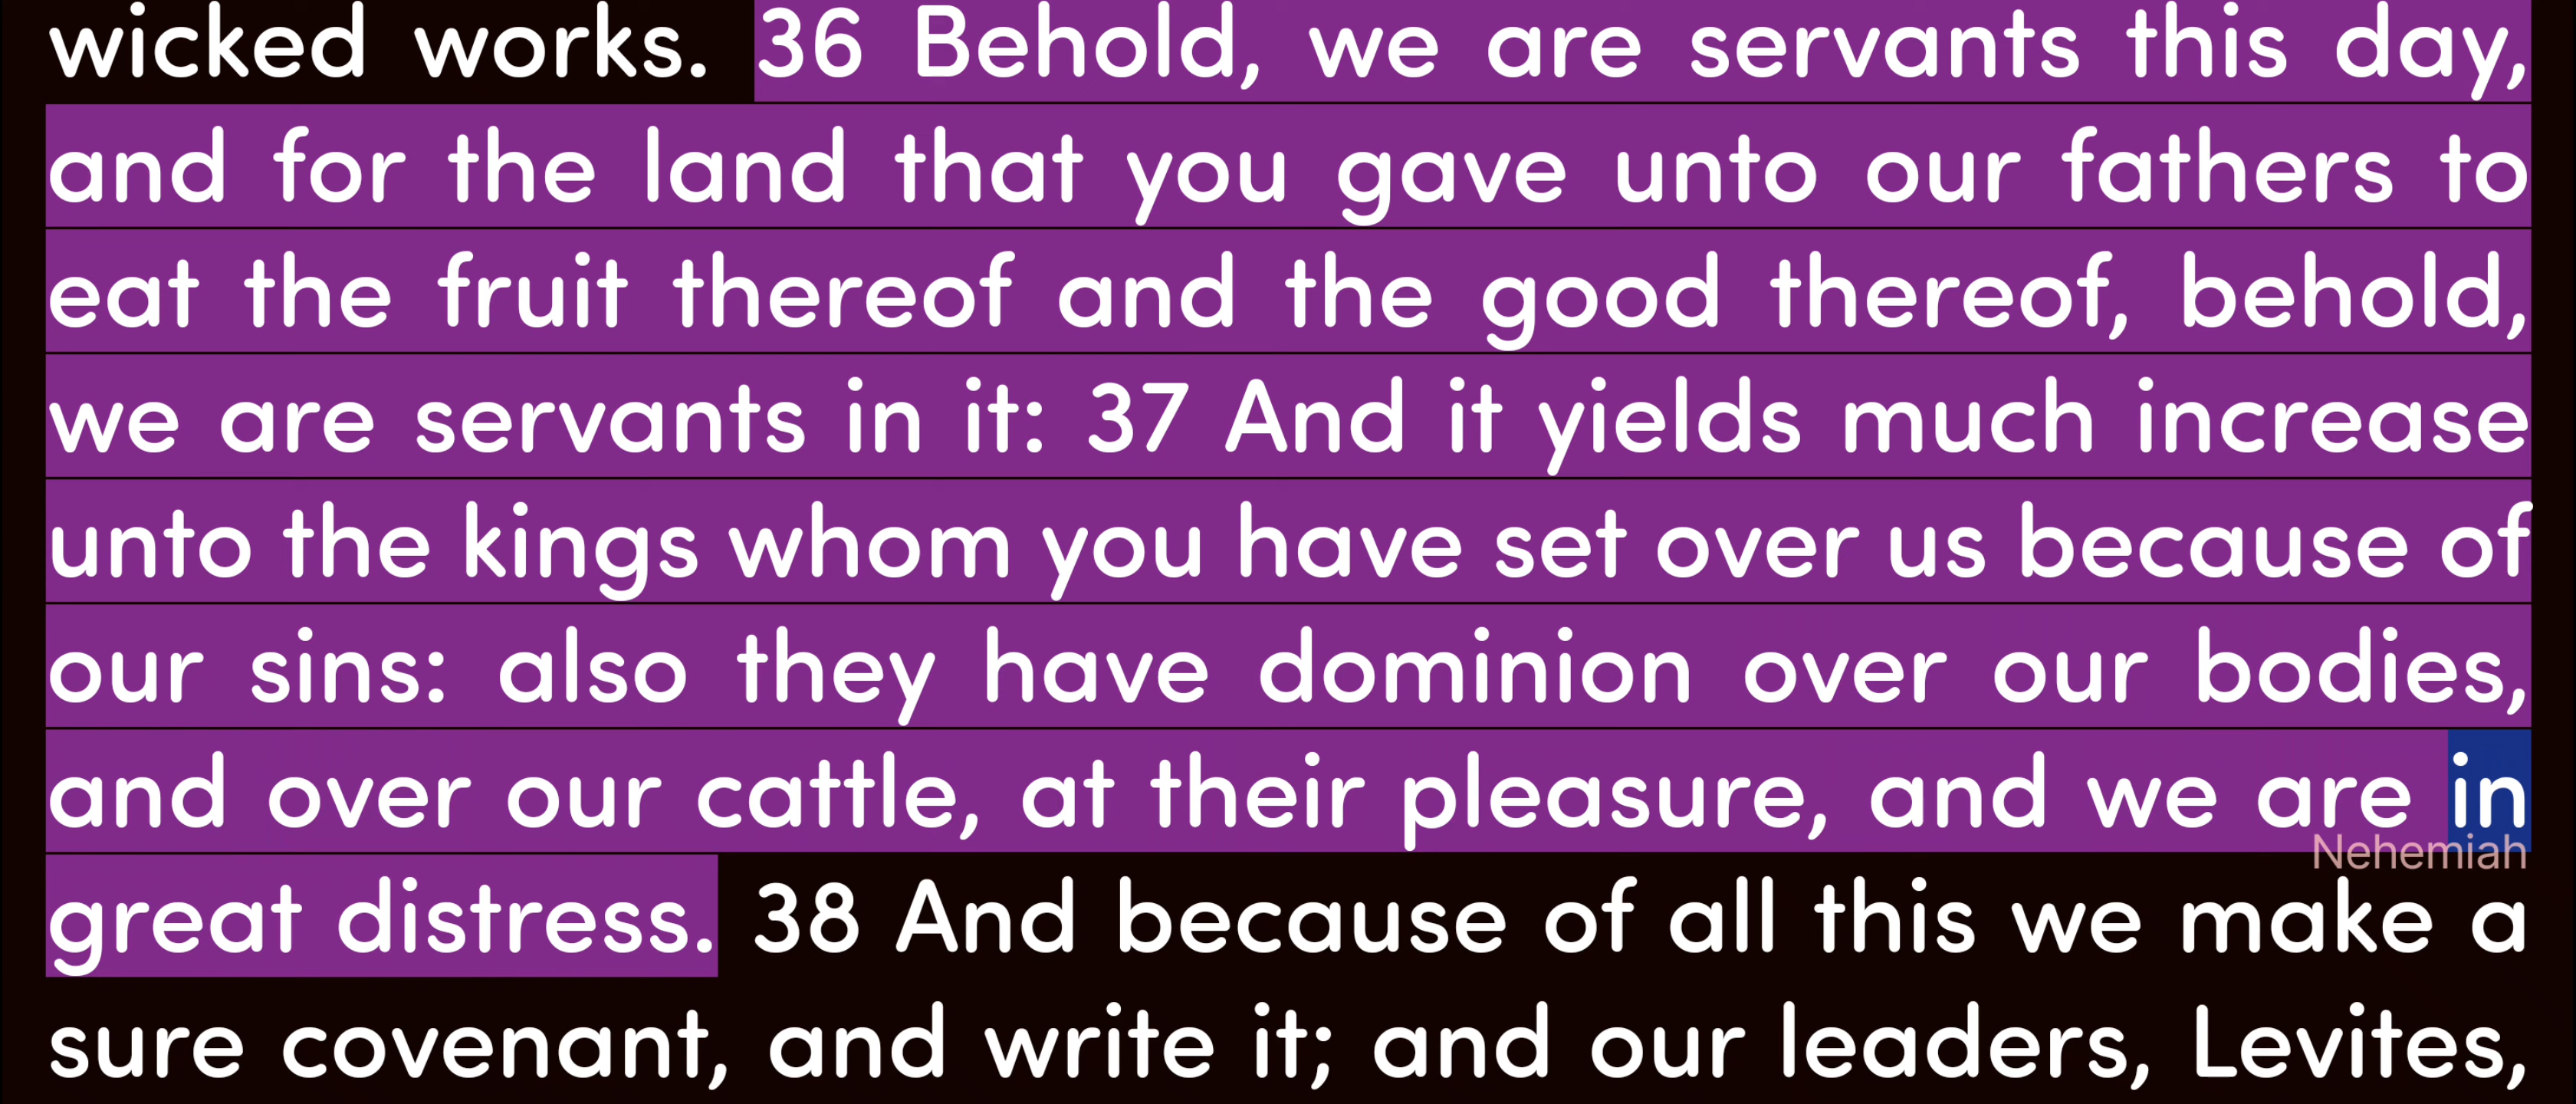 wicked works. 36 Behold, we are servants this day,
and for the land that you gave unto our fathers to
eat the fruit thereof and the good thereof, behold,
we are servants in it: 37 And it yields much increase
unto the kings whom you have set over us because of
our sins: also they have dominion over our bodies,
and over our cattle, at their pleasure, and we are in
Nehemiah
great distress. 38 And because of all this we make a
sure covenant, and write it; and our leaders, Levites,